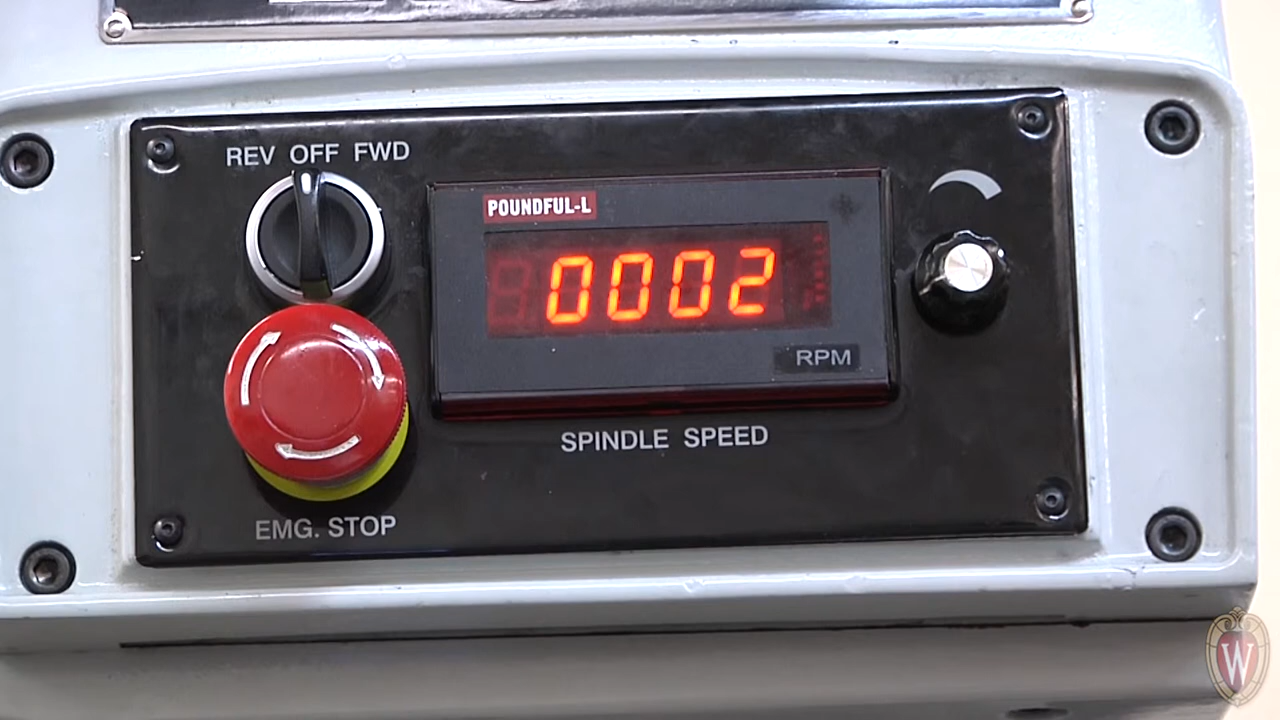 REV OFF FWD
POUNDFUL-L
0002
RPM
SPINDLE SPEED
EMG. STOP
W